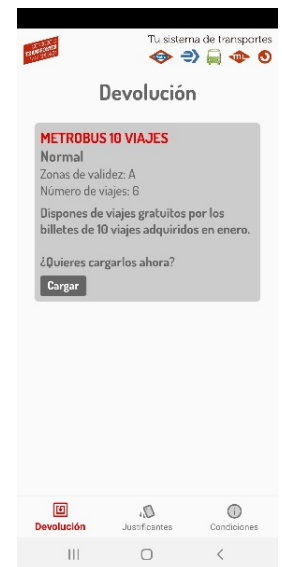 Tu sistema de transportes
Devolución
METROBUS 10 VIAJES
Normal
Zonas de validez: A
Número de viajes: 6
Dispones de viajes gratuitos por los
billetes de 10 viajes adquiridos en enero.
¿Quieres cargarlos ahora?
Cargar
Devolución
Justificantes
Condiciones